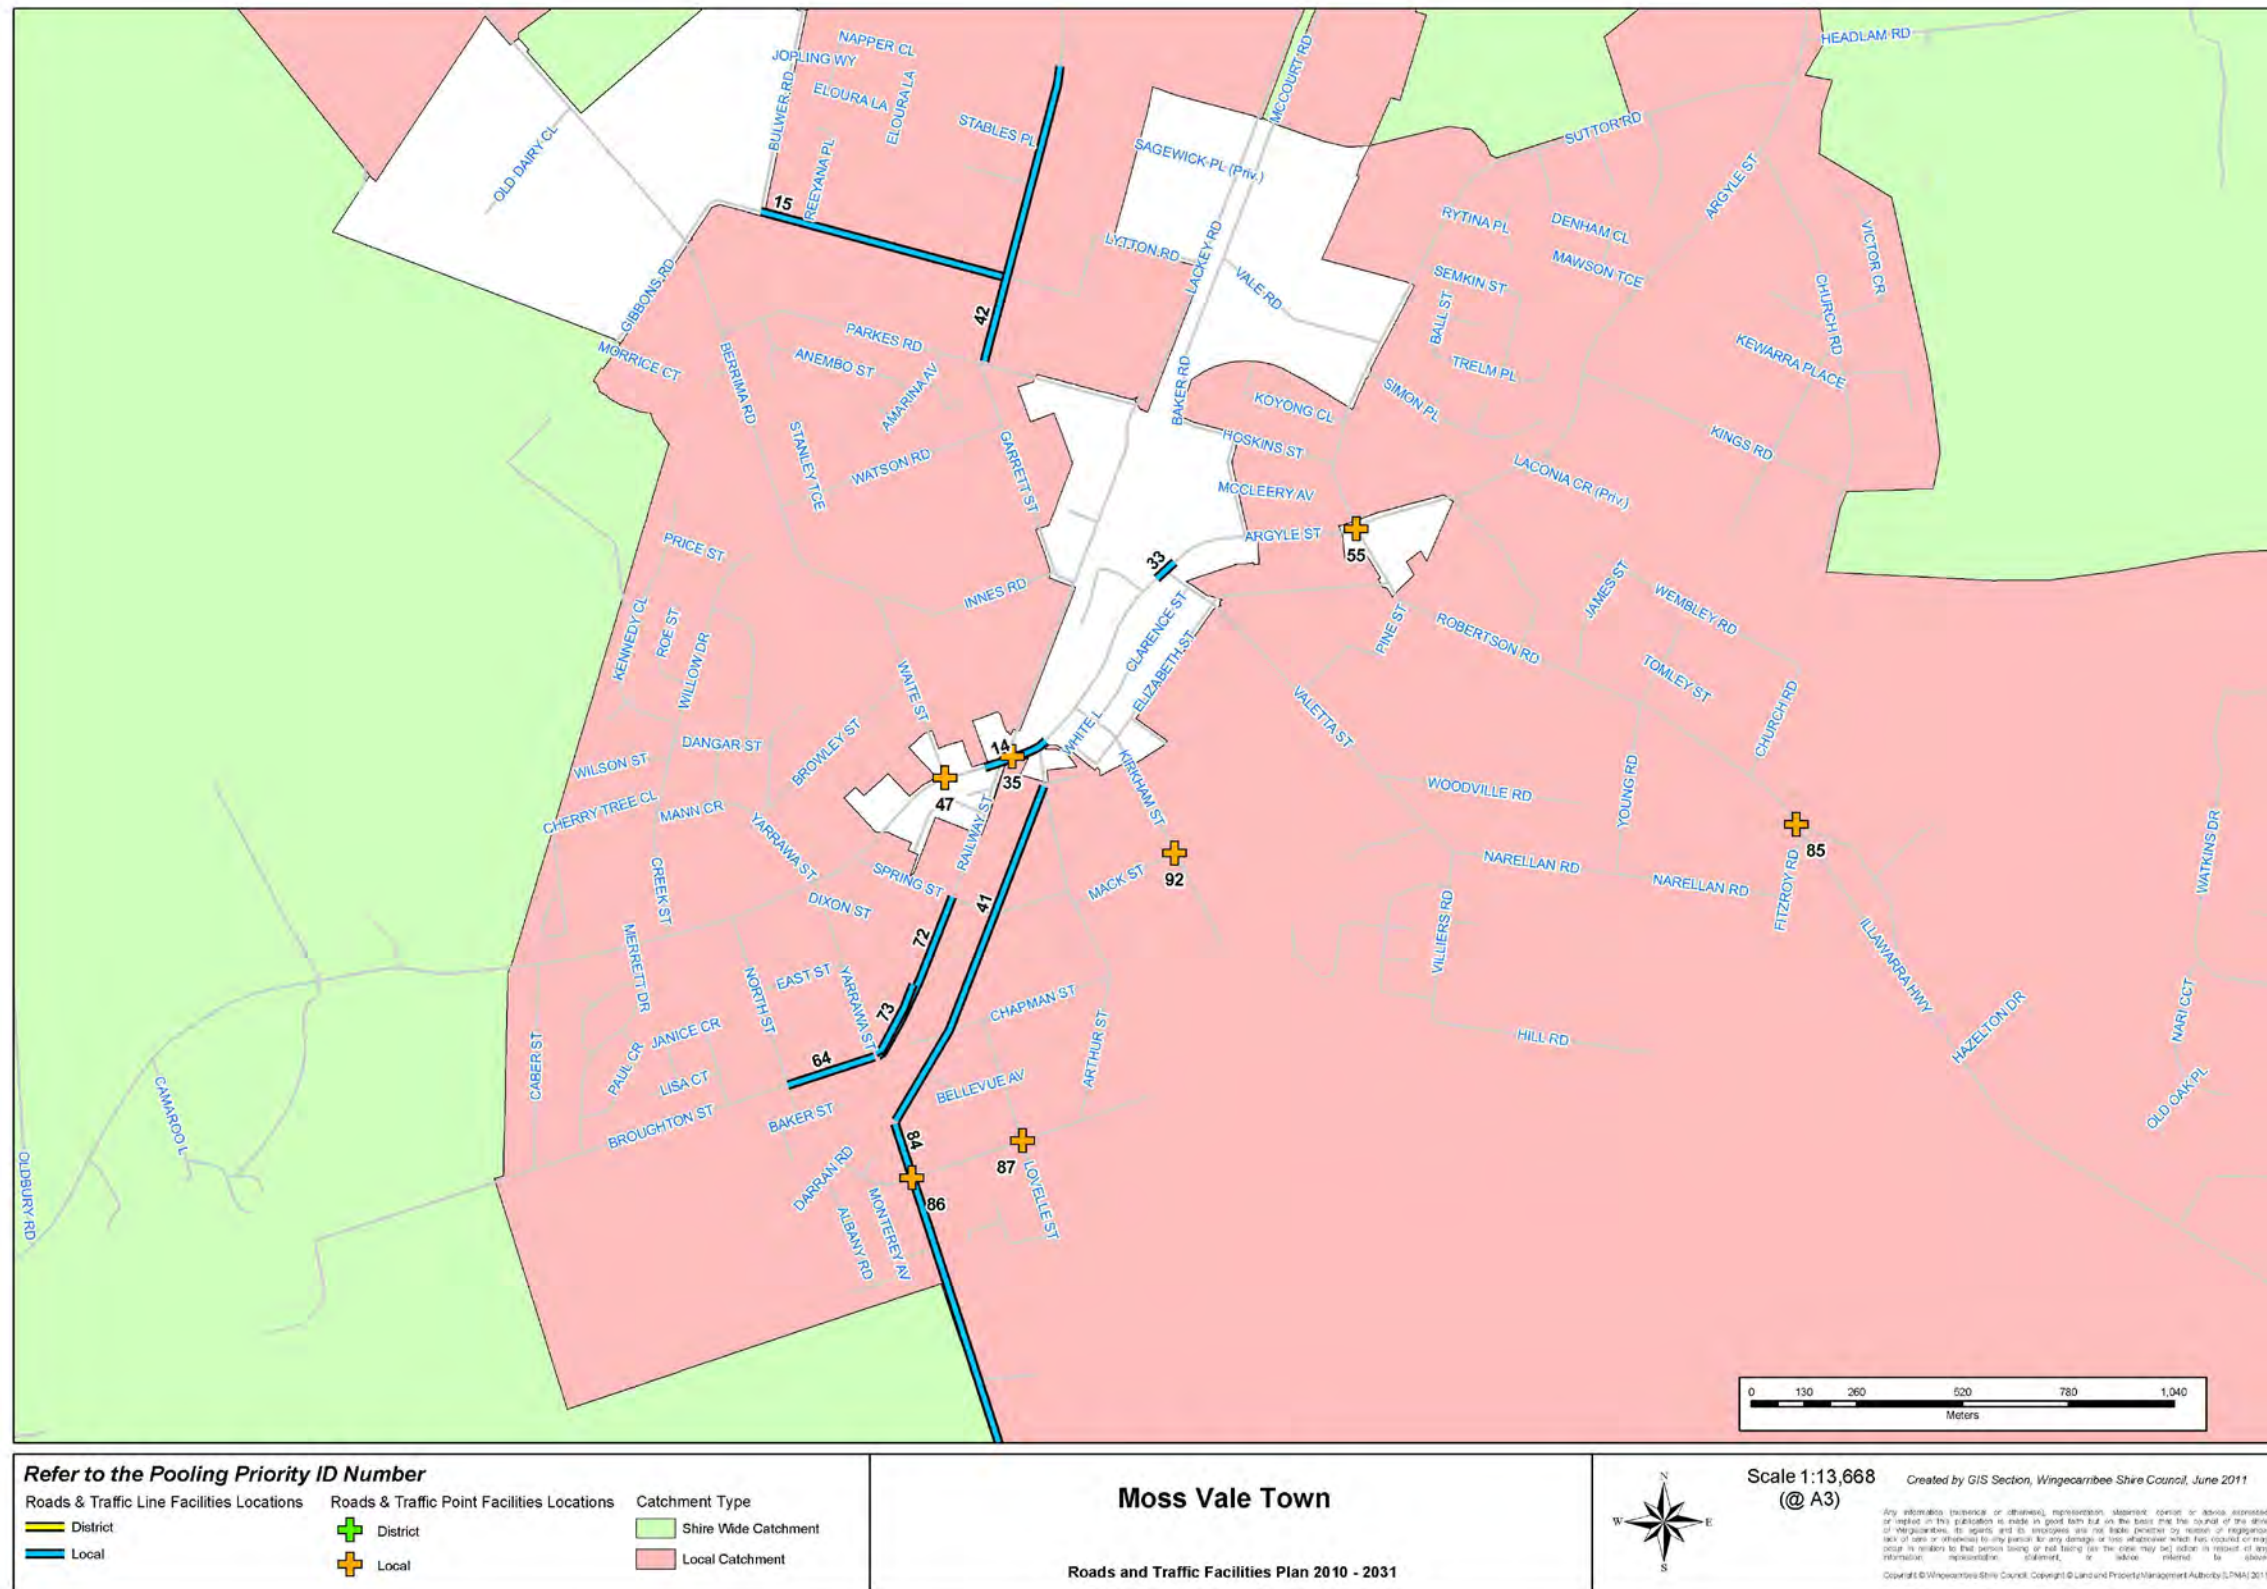 HEADLAM RD
NAPPER CL
JOPLING WY
MCCOURT RD
BULWER RD
ELOURA LA
ELOURA LA
STABLES PL
SUTTOR RD
OLD DAIRY CL
SAGEWICK PL (Priv.)
REEYANA PL
ARGYLE ST
15
RYTINA PL
DENHAM CL
VICTOR CR
LYTTON RD
LACKEY RD
MAWSON TCE
GIBBONS RD
VALE RD
SEMKIN ST
BALL ST
CHURCH RD
42
PARKES RD
MORRICE CT
ANEMBO ST
BERRIMA RD
AMARINA AV
BAKER RD
TRELM PL
KEWARRA PLACE
SIMON PL
KOYONG CL
STANLEY TCE
GARRETT ST
HOSKINS ST
KINGS RD
WATSON RD
LACONIA CR (Priv.)
MCCLEERY AV
PRICE ST
ARGYLE ST
55
33
INNES RD
JAMES ST
WEMBLEY RD
KENNEDY CL
ROE ST
WILLOW DR
CLARENCE ST
ELIZABETH ST
PINE ST
ROBERTSON RD
TOMLEY ST
WAITE ST
VALETTA ST
CHURCH RD
DANGAR ST
BROWLEY ST
14
WHITE L
KIRKHAM ST
WILSON ST
47
35
WOODVILLE RD
YOUNG RD
CHERRY TREE CL
MANN CR
YARRAWA ST
RAILWAY ST
85
WATKINS DR
CREEK ST
SPRING ST
MACK ST
92
NARELLAN RD
NARELLAN RD
FITZROY RD
DIXON ST
41
72
MERRETT DR
VILLIERS RD
ILLAWARRA HWY
EAST ST
NORTH ST
YARRAWA ST
73
CHAPMAN ST
HAZELTON DR
NARI CCT
JANICE CR
PAUL CR
64
ARTHUR ST
HILL RD
CABER ST
LISA CT
BELLEVUE AV
OLD OAK PL
CAMAROO L
BROUGHTON ST
BAKER ST
84
87
OLDBURY RD
DARRAN RD
MONTEREY AV
86
LOVELLE ST
ALBANY RD
0 130 260 520 780 1,040
Meters
Refer to the Pooling Priority ID Number
Roads & Traffic Line Facilities Locations
District
Local
Roads & Traffic Point Facilities Locations
District
Local
Catchment Type
Shire Wide Catchment
Local Catchment
Moss Vale Town
Roads and Traffic Facilities Plan 2010 - 2031
N
W E
S
Scale 1:13,668
(@ A3)
Created by GIS Section, Wingecarribee Shire Council, June 2011